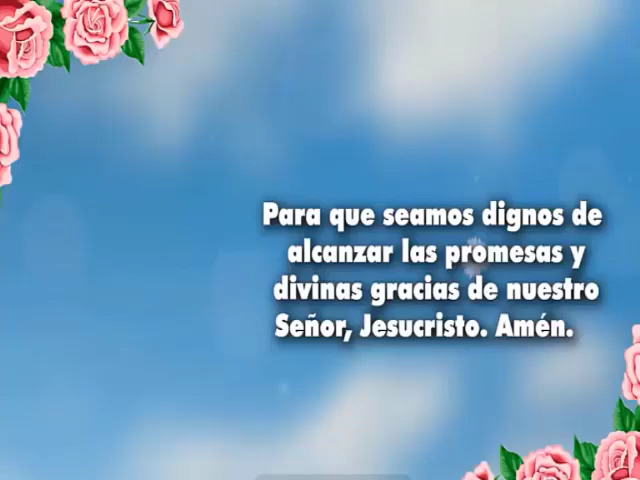 Para que seamos dignos de
alcanzar las promesas y
divinas gracias de nuestro
Señor, Jesucristo. Amén.